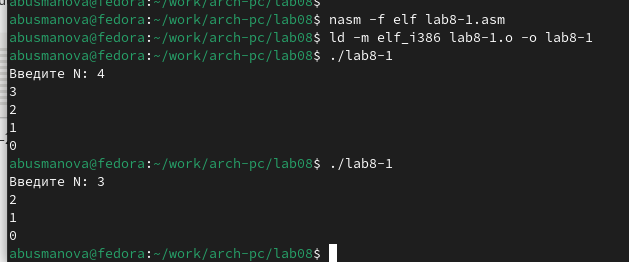 abusmanova@fedora:~/work/arch-pc/lab08$
abusmanova@fedora:~/work/arch-pc/lab08$ nasm -f elf lab8-1.asm
abusmanova@fedora:~/work/arch-pc/lab08$ ld -m elf_i386 lab8-1.o -o lab8-1
abusmanova@fedora:~/work/arch-pc/lab08$ ./lab8-1
Введите N: 4
3
2
1
0
abusmanova@fedora:~/work/arch-pc/lab08$ ./lab8-1
Введите N: 3
2
1
0
abusmanova@fedora:~/work/arch-pc/lab08$